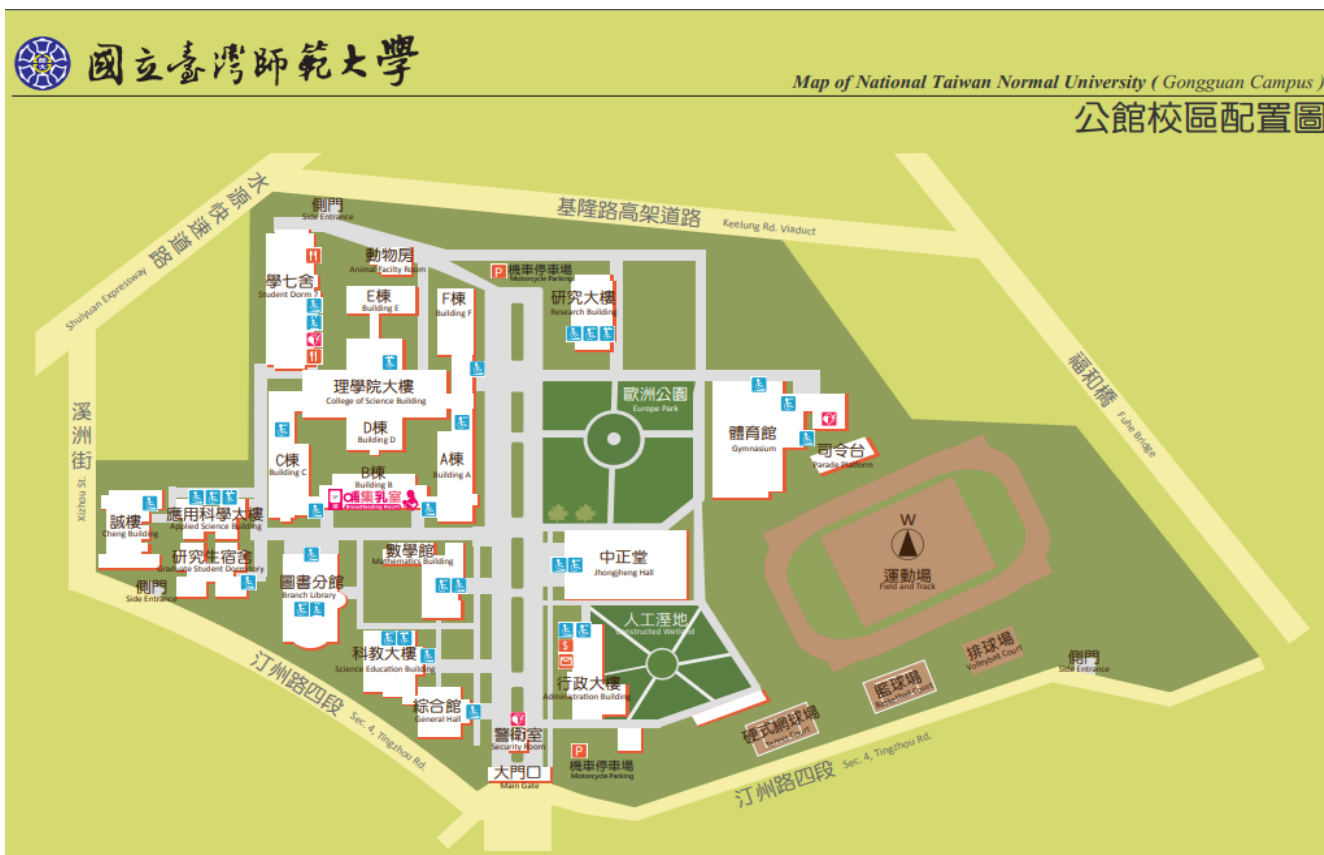 國立臺灣師範大學
Map of National Taiwan Normal University ( Gongguan Campus )
公館校區配置圖
水源快速道路
Shuiyuan Expressway
基隆路高架道路
Keelung Rd. Viaduct
福和橋
Fuhe Bridge
溪洲街
Xizhou St.
側門
Side Entrance
學七舍
Student Dorm 7
動物房
Animal Facilty Room
P
機車停車場
Motorcycle Parking
E棟
Building E
F棟
Building F
研究大樓
Research Building
理學院大樓
College of Science Building
歐洲公園
Europe Park
D棟
Building D
體育館
Gymnasium
司令台
Parade Platform
C棟
Building C
B棟
Building B
A棟
Building A
哺集乳室
Breastfeeding Room
誠樓
Cheng Building
應用科學大樓
Applied Science Building
研究生宿舍
Graduate Student Dormitory
側門
Side Entrance
數學館
Mathematics Building
圖書分館
Branch Library
中正堂
Jhongjheng Hall
W
運動場
Field and Track
人工溼地
Constructed Wetland
科教大樓
Science Education Building
$
行政大樓
Administration Building
綜合館
General Hall
排球場
Volleyball Court
籃球場
Basketball Court
側門
Side Entrance
硬式網球場
Tennis Court
警衛室
Security Room
大門口
Main Gate
P
機車停車場
Motorcycle Parking
汀州路四段
Sec. 4, Tingzhou Rd.
汀州路四段
Sec. 4, Tingzhou Rd.